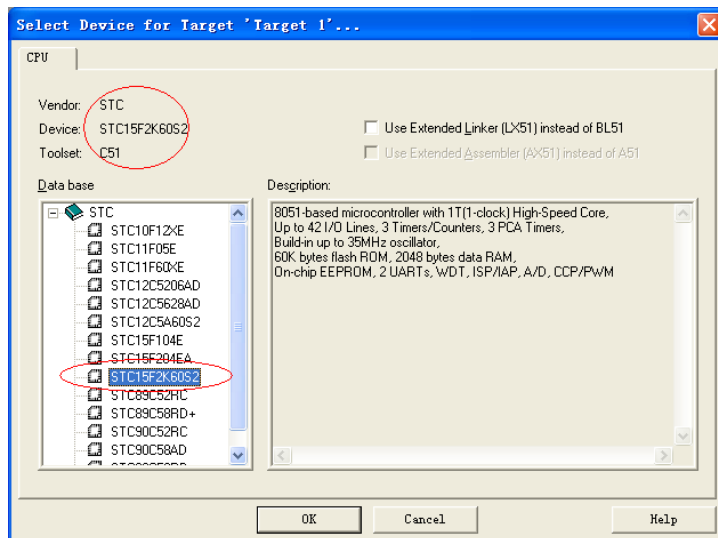 Select Device for Target 'Target 1'...
CPU
Vendor: STC
Device: STC15F2K60S2
Toolset: C51
Use Extended Linker (LX51) instead of BL51
Use Extended Assembler (AX51) instead of A51
Data base
Description:
STC
STC10F12XE
STC11F05E
STC11F60XE
STC12C5206AD
STC12C5628AD
STC12C5A60S2
STC15F104E
STC15F204EA
STC15F2K60S2
STC89C52RC
STC89C58RD+
STC90C52RC
STC90C58AD
8051-based microcontroller with 1T(1-clock) High-Speed Core,
Up to 42 I/O Lines, 3 Timers/Counters, 3 PCA Timers,
Build-in up to 35MHz oscillator,
60K bytes flash ROM, 2048 bytes data RAM,
On-chip EEPROM, 2 UARTs, WDT, ISP/IAP, A/D, CCP/PWM
OK
Cancel
Help